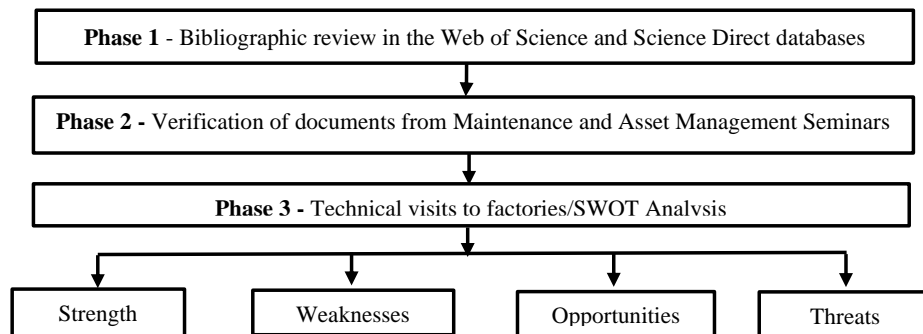 Phase 1 - Bibliographic review in the Web of Science and Science Direct databases
Phase 2 - Verification of documents from Maintenance and Asset Management Seminars
Phase 3 - Technical visits to factories/SWOT Analysis
Strength
Weaknesses
Opportunities
Threats